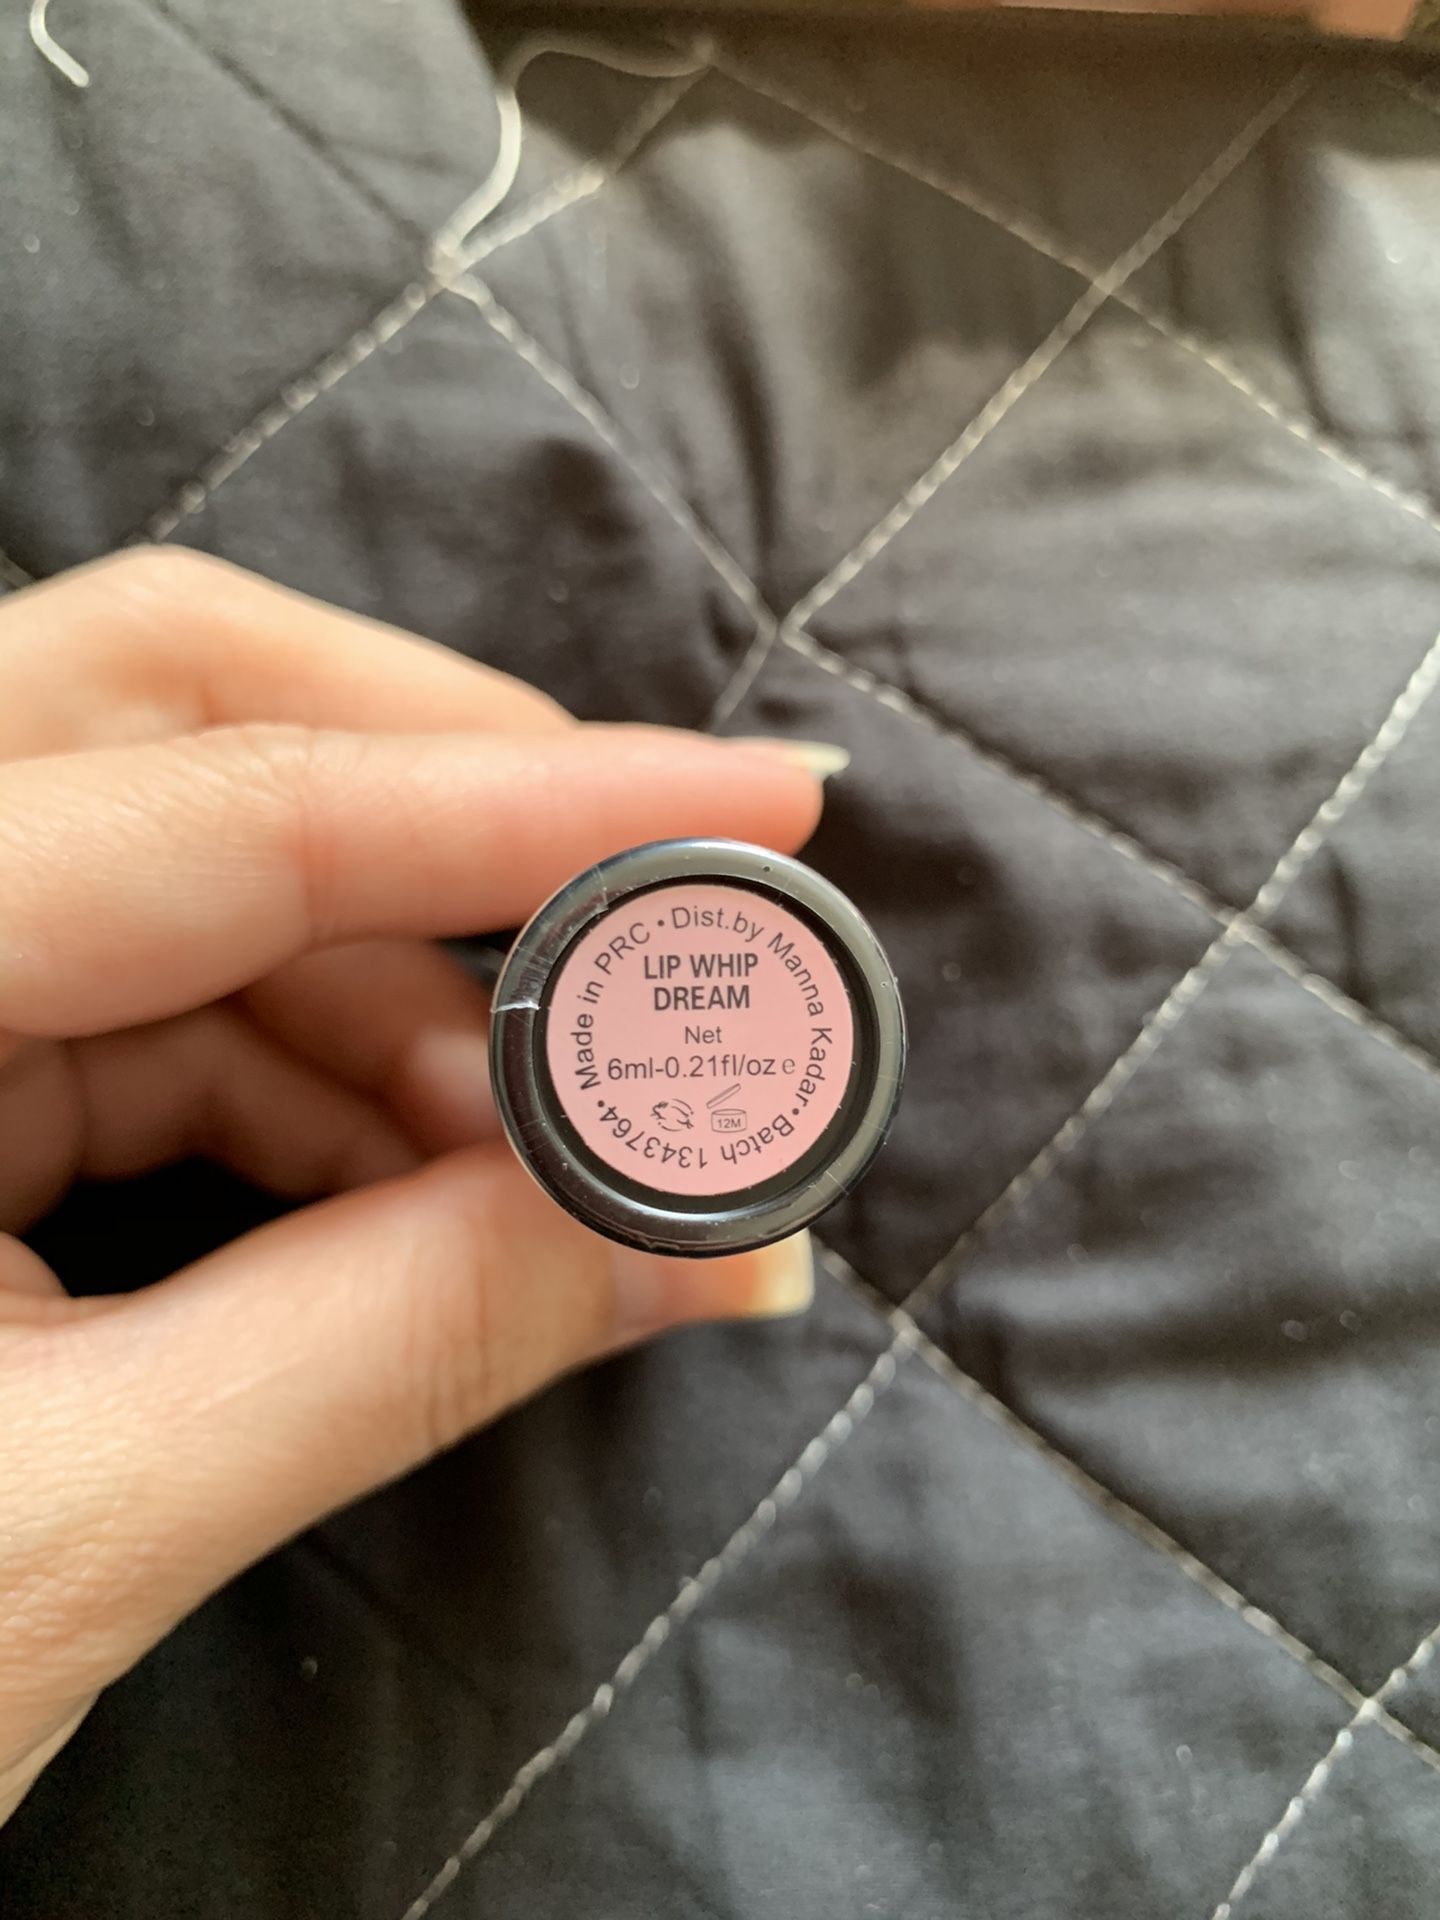 Made in PRC • Dist.by Manna Kadar • Batch 1343764 •
LIP WHIP
DREAM
Net
6ml-0.21fl/oz e
12M